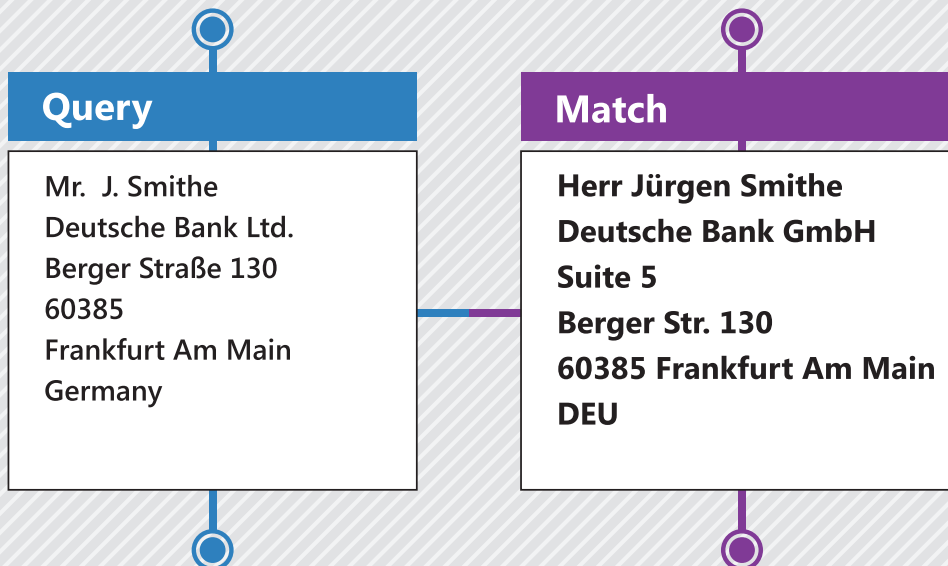 Query
Mr. J. Smithe
Deutsche Bank Ltd.
Berger Straße 130
60385
Frankfurt Am Main
Germany
Match
Herr Jürgen Smithe
Deutsche Bank GmbH
Suite 5
Berger Str. 130
60385 Frankfurt Am Main
DEU